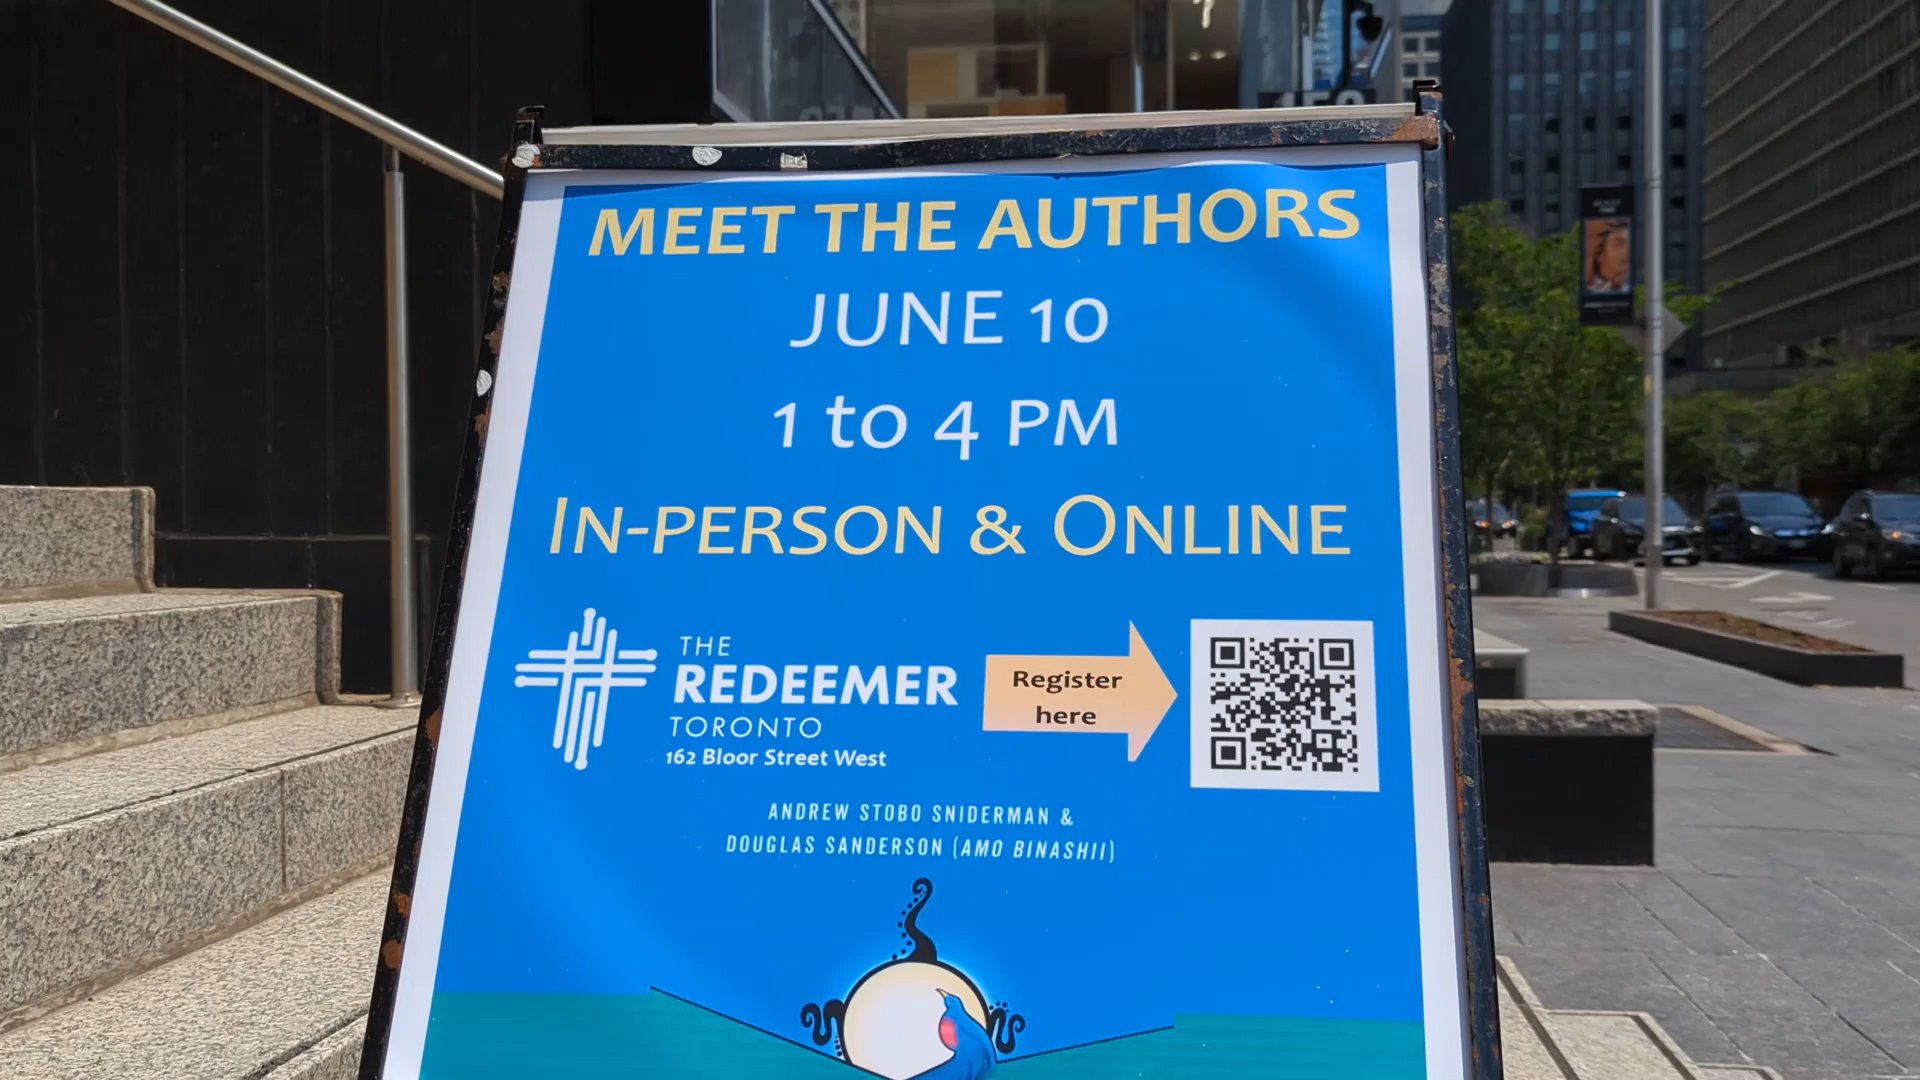 MEET THE AUTHORS
JUNE 10
1 to 4 PM
IN-PERSON & ONLINE
THE
REDEEMER
TORONTO
162 Bloor Street West
Register
here
ANDREW STOBO SNIDERMAN &
DOUGLAS SANDERSON (AMO BINASHII)